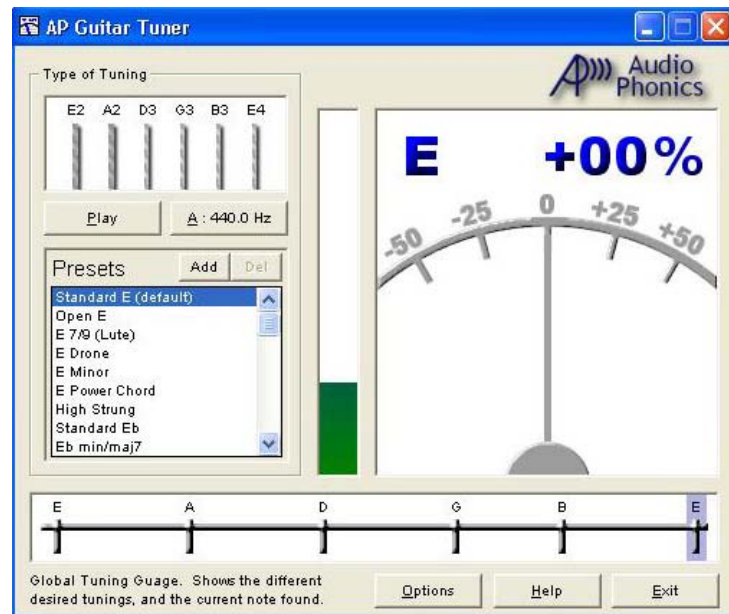 AP Guitar Tuner
Type of Tuning
E2 A2 D3 G3 B3 E4
Play
A : 440.0 Hz
Presets
Add
Del
Standard E (default)
Open E
E 7/9 (Lute)
E Drone
E Minor
E Power Chord
High Strung
Standard Eb
Eb min/maj7
Audio
Phonics
E +00%
-50 -25 0 +25 +50
E A D G B E
Global Tuning Guage. Shows the different
desired tunings, and the current note found.
Options
Help
Exit